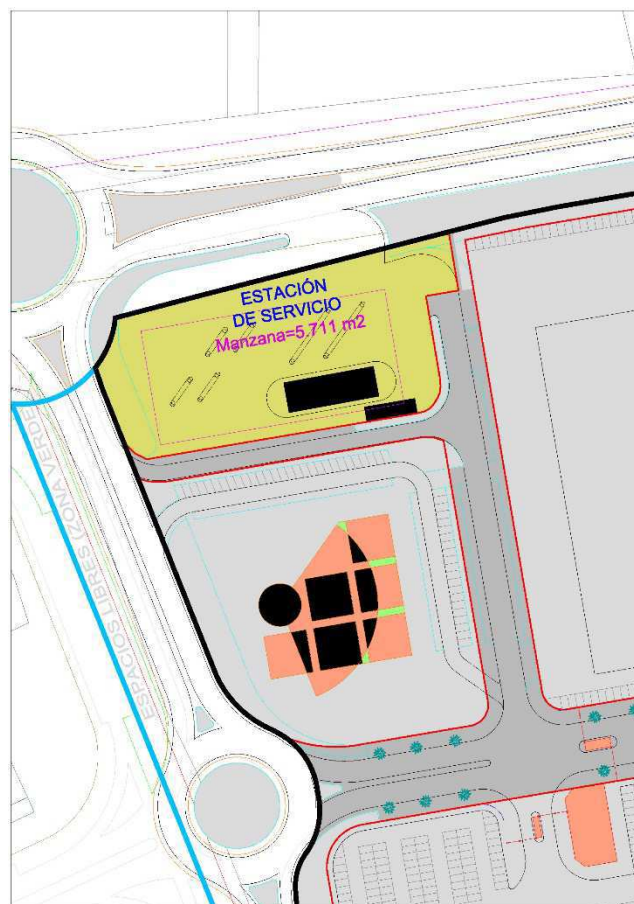 ESTACIÓN
DE SERVICIO
Manzana=5.711 m2
ESPACIOS LIBRES (ZONA VERDE)